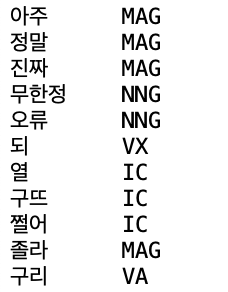 아주 MAG
정말 MAG
진짜 MAG
무한정 NNG
오류 NNG
되 VX
열 IC
구뜨 IC
쩔어 IC
졸라 MAG
구리 VA